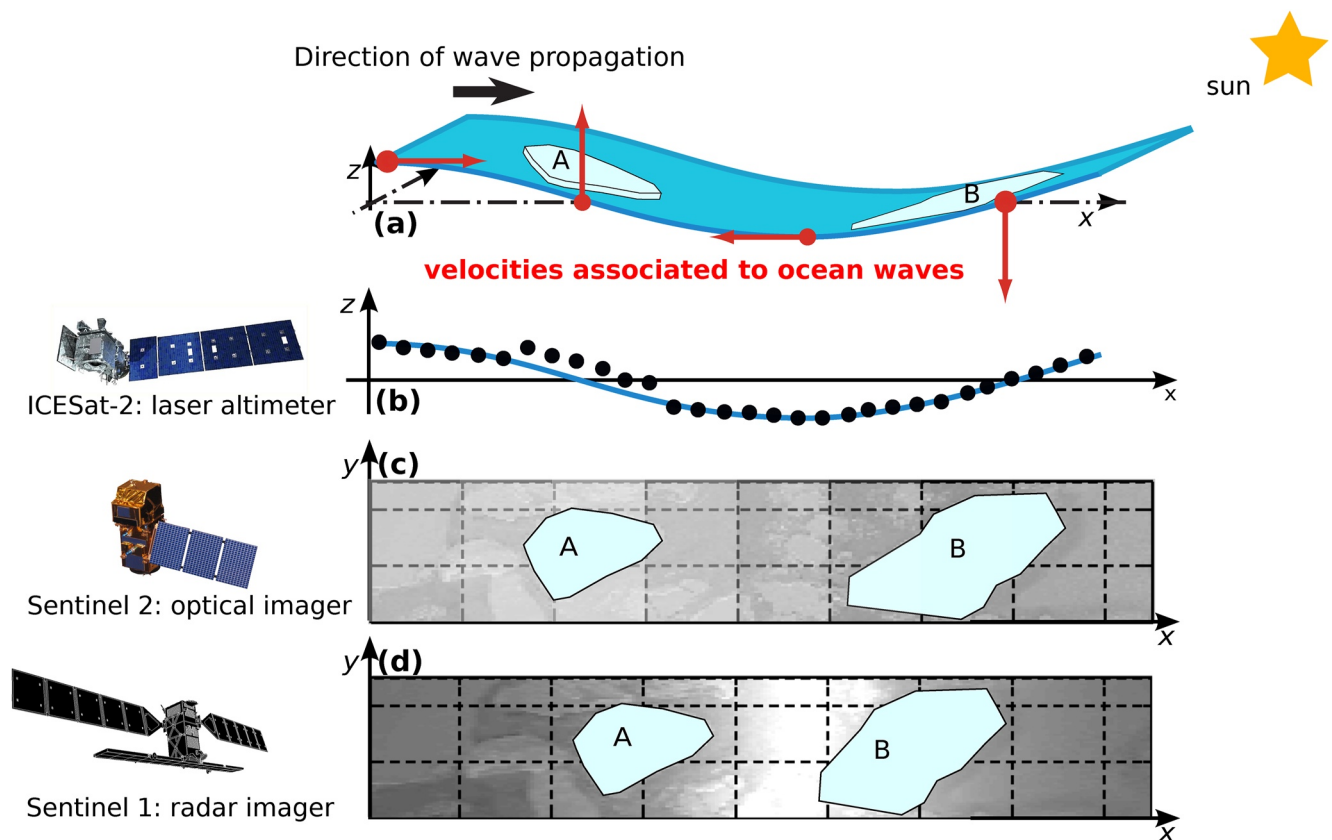 Direction of wave propagation
sun
z
A
B
x
(a)
velocities associated to ocean waves
z
ICESat-2: laser altimeter
(b)
x
y
(c)
A
B
Sentinel 2: optical imager
x
y
(d)
A
B
Sentinel 1: radar imager
x